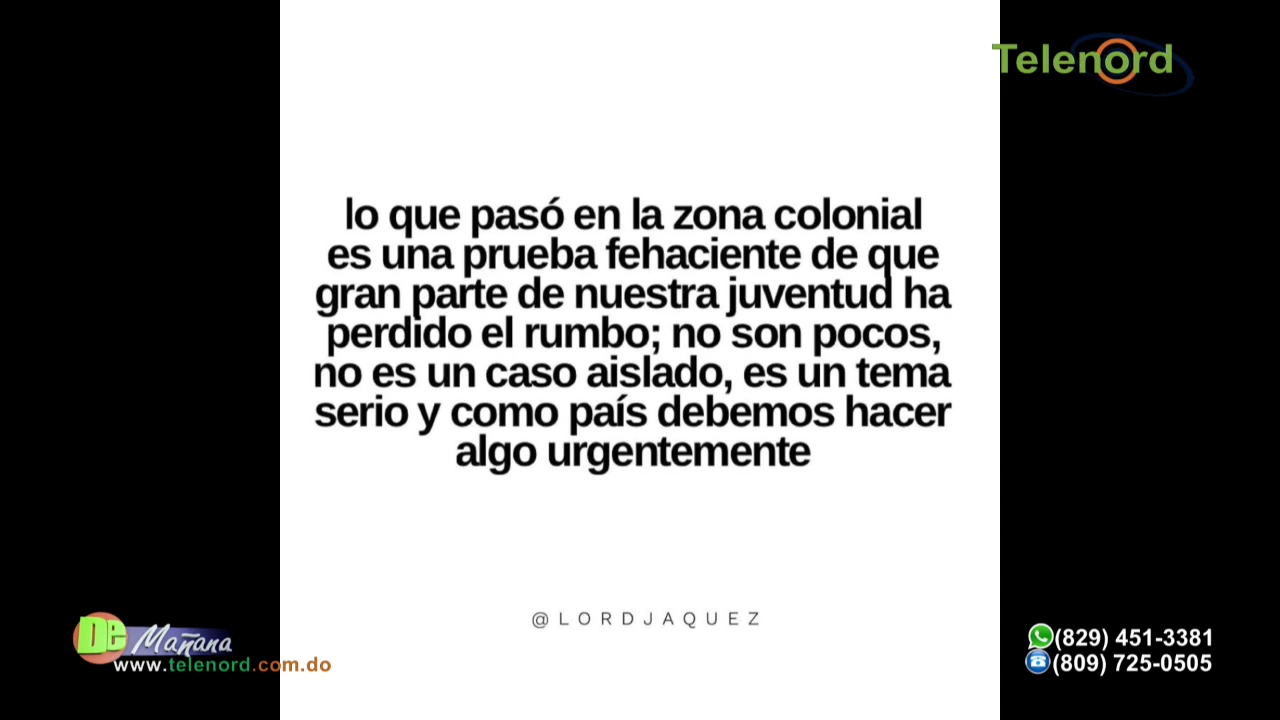 Telenord
lo que pasó en la zona colonial
es una prueba fehaciente de que
gran parte de nuestra juventud ha
perdido el rumbo; no son pocos,
no es un caso aislado, es un tema
serio y como país debemos hacer
algo urgentemente
@LORDJAQUEZ
De Mañana
www.telenord.com.do
(829) 451-3381
(809) 725-0505